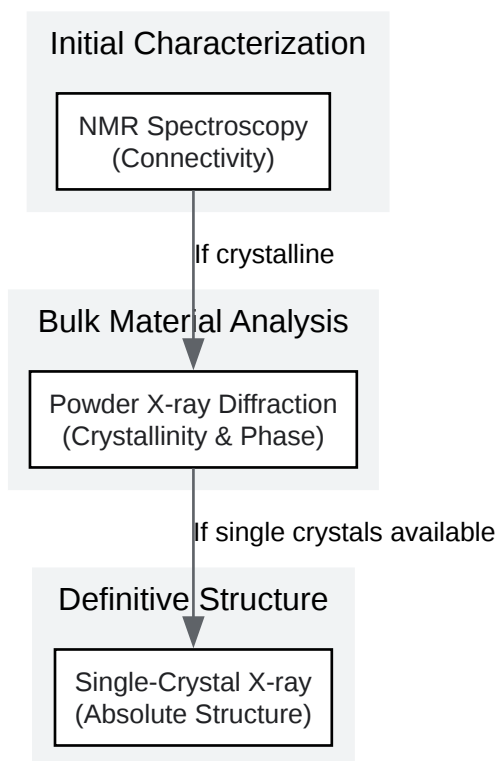 Initial Characterization
NMR Spectroscopy
(Connectivity)
If crystalline
Bulk Material Analysis
Powder X-ray Diffraction
(Crystallinity & Phase)
If single crystals available
Definitive Structure
Single-Crystal X-ray
(Absolute Structure)